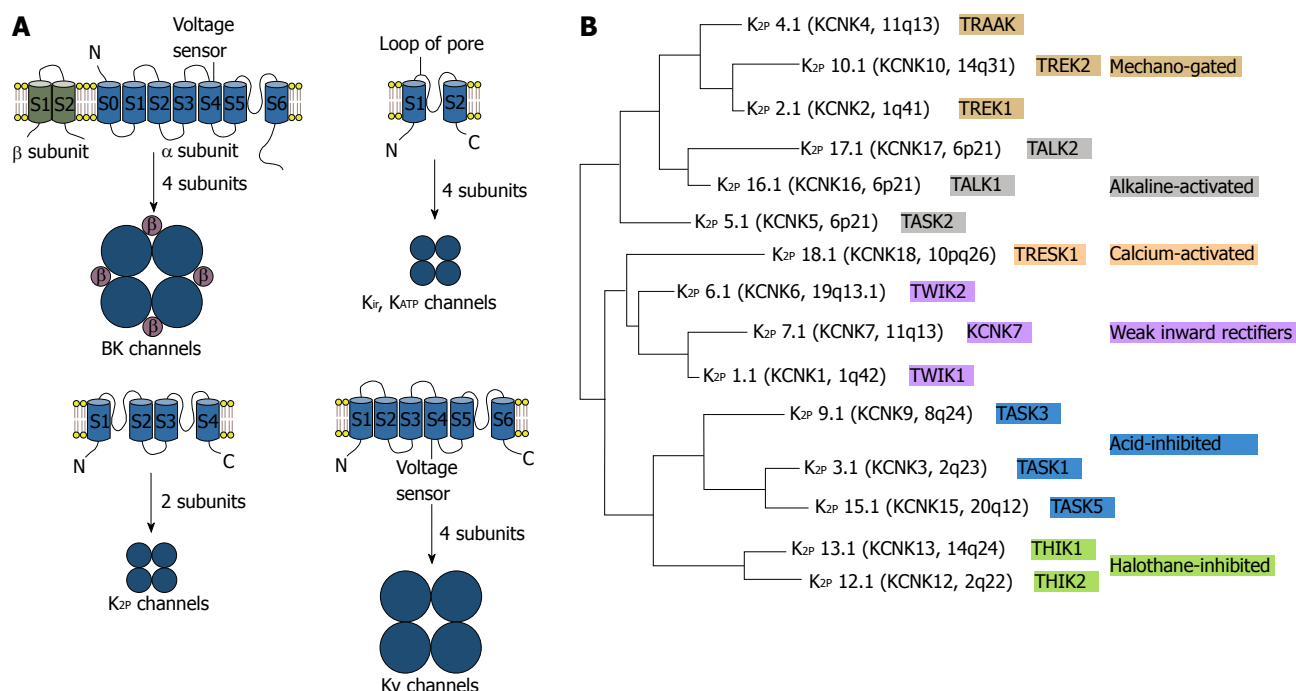 A
Voltage
sensor
N
S1 S2 S0 S1 S2 S3 S4 S5 S6
β subunit
α subunit
4 subunits
β
β
β
β
BK channels
Loop of pore
S1 S2
N
C
4 subunits
Kir, KATP channels
S1 S2 S3 S4
N
C
2 subunits
K2P channels
S1 S2 S3 S4 S5 S6
N
C
Voltage
sensor
4 subunits
Kv channels
B
K2P 4.1 (KCNK4, 11q13) TRAAK
K2P 10.1 (KCNK10, 14q31) TREK2 Mechano-gated
K2P 2.1 (KCNK2, 1q41) TREK1
K2P 17.1 (KCNK17, 6p21) TALK2
K2P 16.1 (KCNK16, 6p21) TALK1 Alkaline-activated
K2P 5.1 (KCNK5, 6p21) TASK2
K2P 18.1 (KCNK18, 10pq26) TRESK1 Calcium-activated
K2P 6.1 (KCNK6, 19q13.1) TWIK2
K2P 7.1 (KCNK7, 11q13) KCNK7 Weak inward rectifiers
K2P 1.1 (KCNK1, 1q42) TWIK1
K2P 9.1 (KCNK9, 8q24) TASK3
Acid-inhibited
K2P 3.1 (KCNK3, 2q23) TASK1
K2P 15.1 (KCNK15, 20q12) TASK5
K2P 13.1 (KCNK13, 14q24) THIK1
Halothane-inhibited
K2P 12.1 (KCNK12, 2q22) THIK2